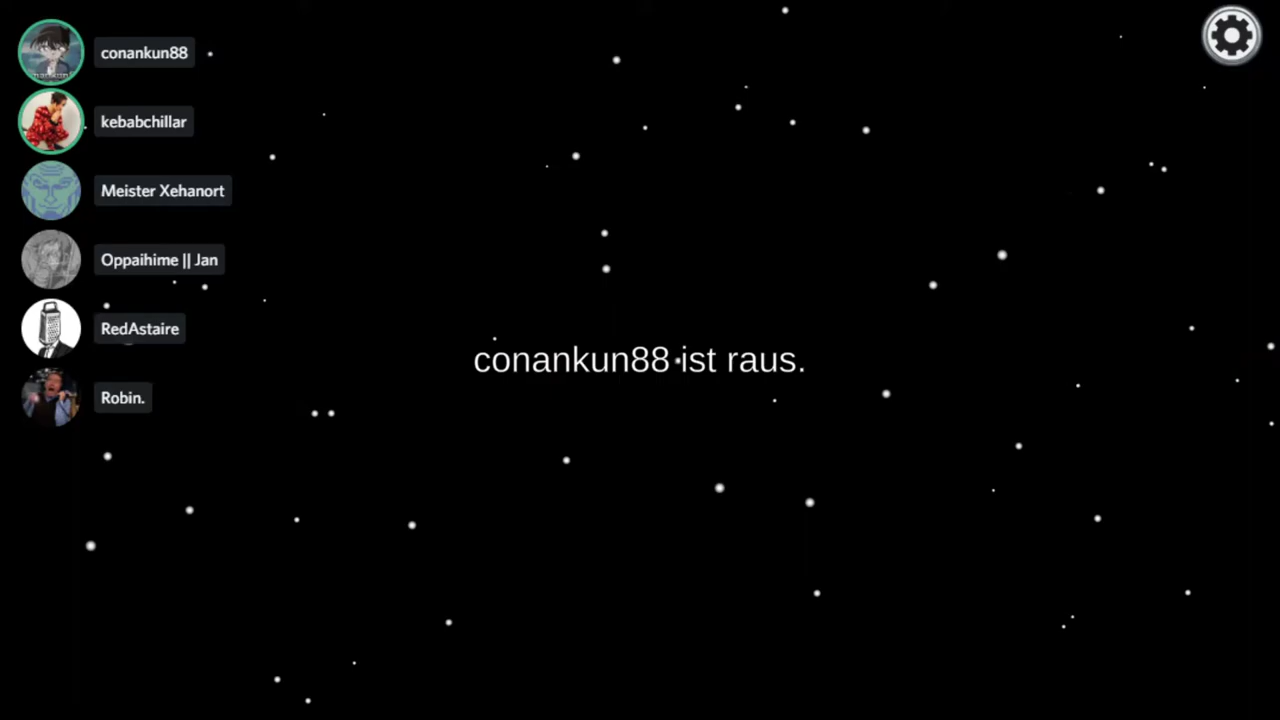 conankun88
kebabchillar
Meister Xehanort
Oppaihime || Jan
RedAstaire
Robin.
conankun88 ist raus.